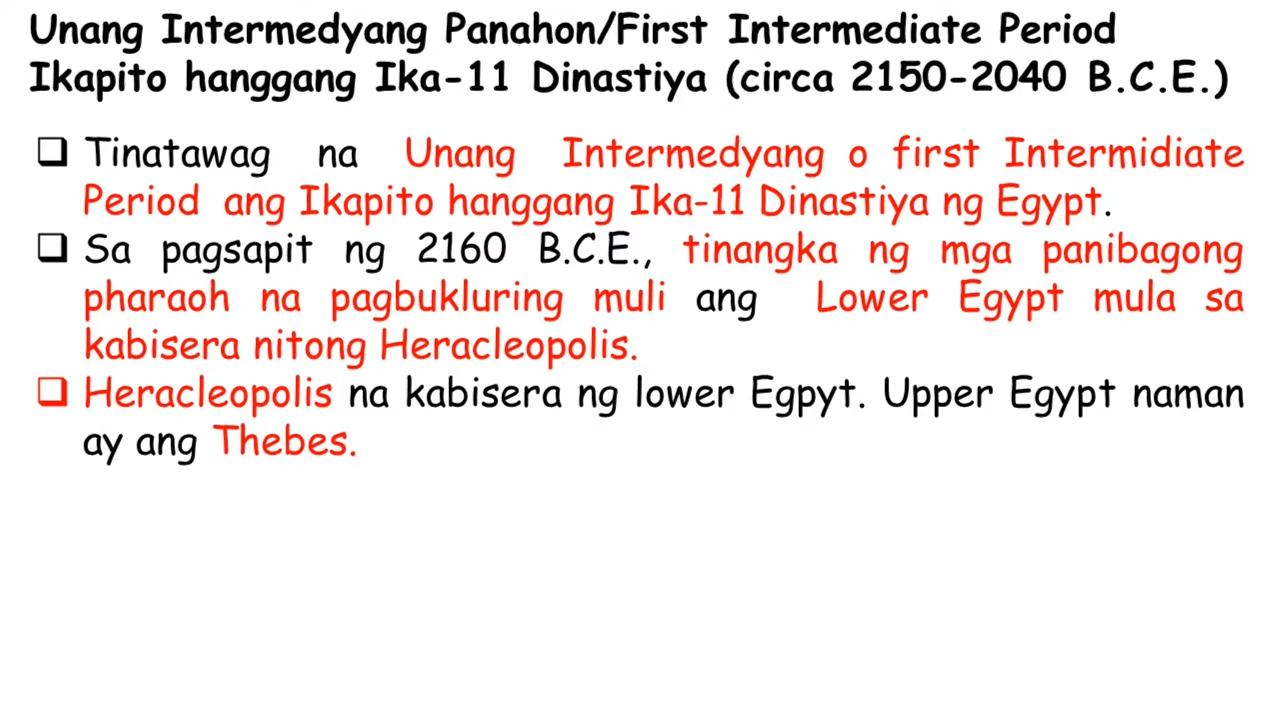 Unang Intermedyang Panahon/First Intermediate Period
Ikapito hanggang Ika-11 Dinastiya (circa 2150-2040 B.C.E.)
Tinatawag na Unang Intermedyang o first Intermidiate
Period ang Ikapito hanggang Ika-11 Dinastiya ng Egypt.
Sa pagsapit ng 2160 B.C.E., tinangka ng mga panibagong
pharaoh na pagbukluring muli ang Lower Egypt mula sa
kabisera nitong Heracleopolis.
Heracleopolis na kabisera ng lower Egpyt. Upper Egypt naman
ay ang Thebes.